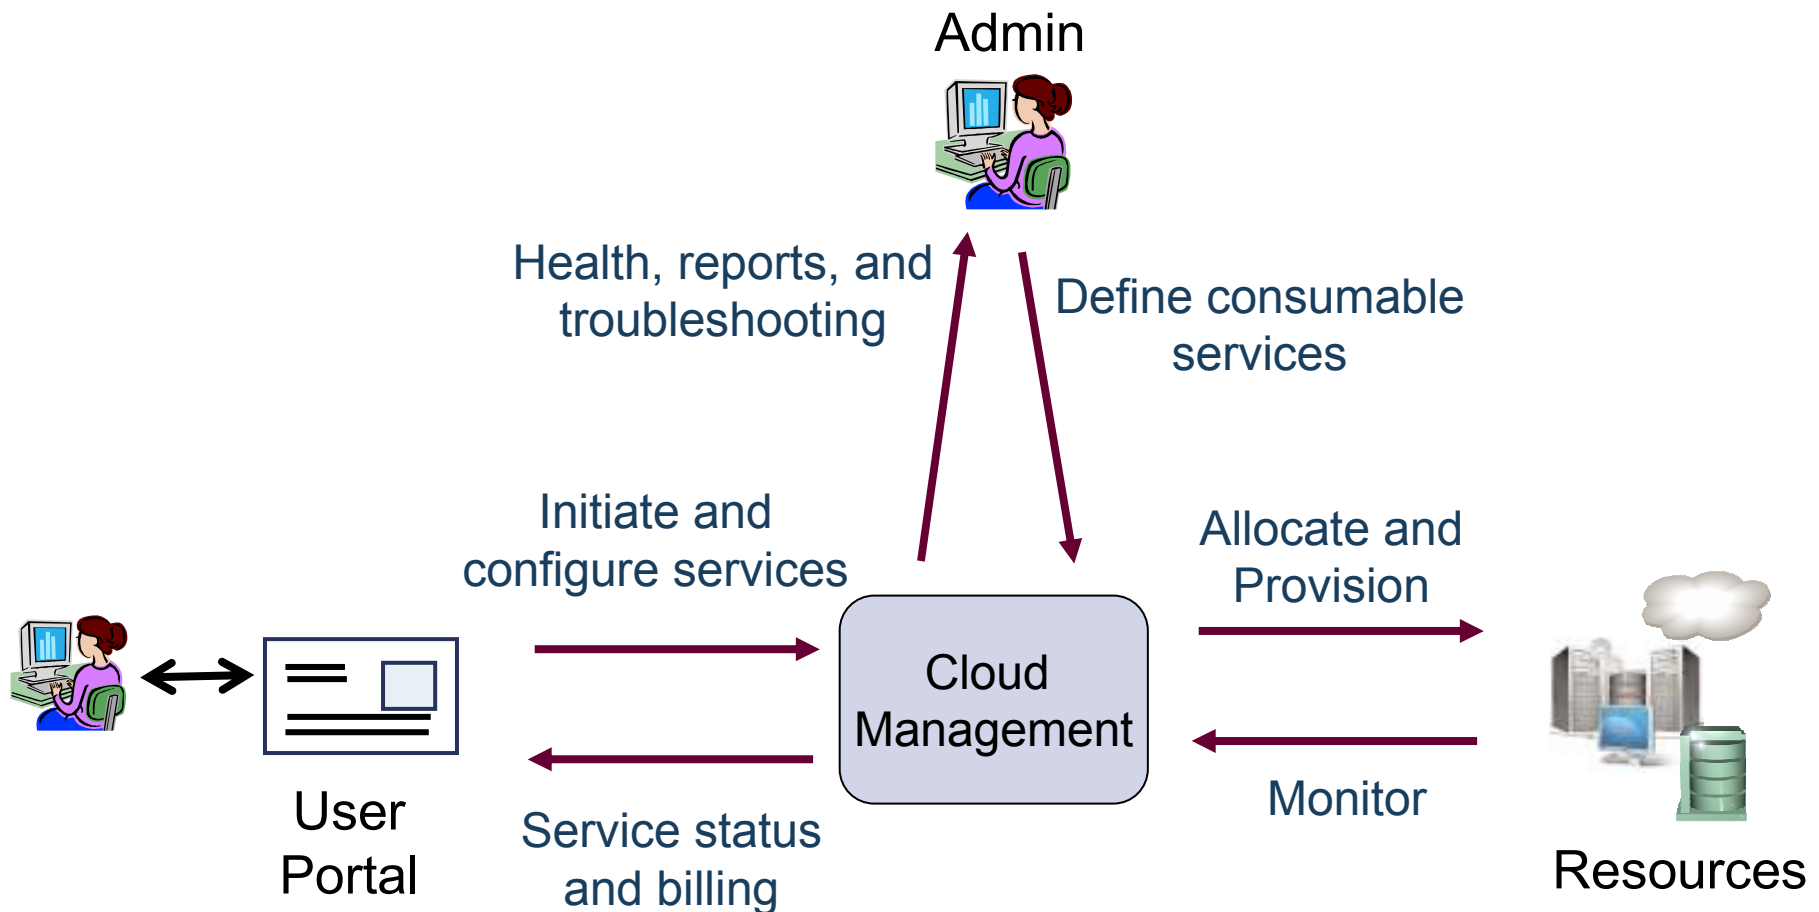 Admin
Health, reports, and
troubleshooting
Define consumable
services
Initiate and
configure services
Allocate and
Provision
Cloud
Management
Monitor
User
Portal
Service status
and billing
Resources